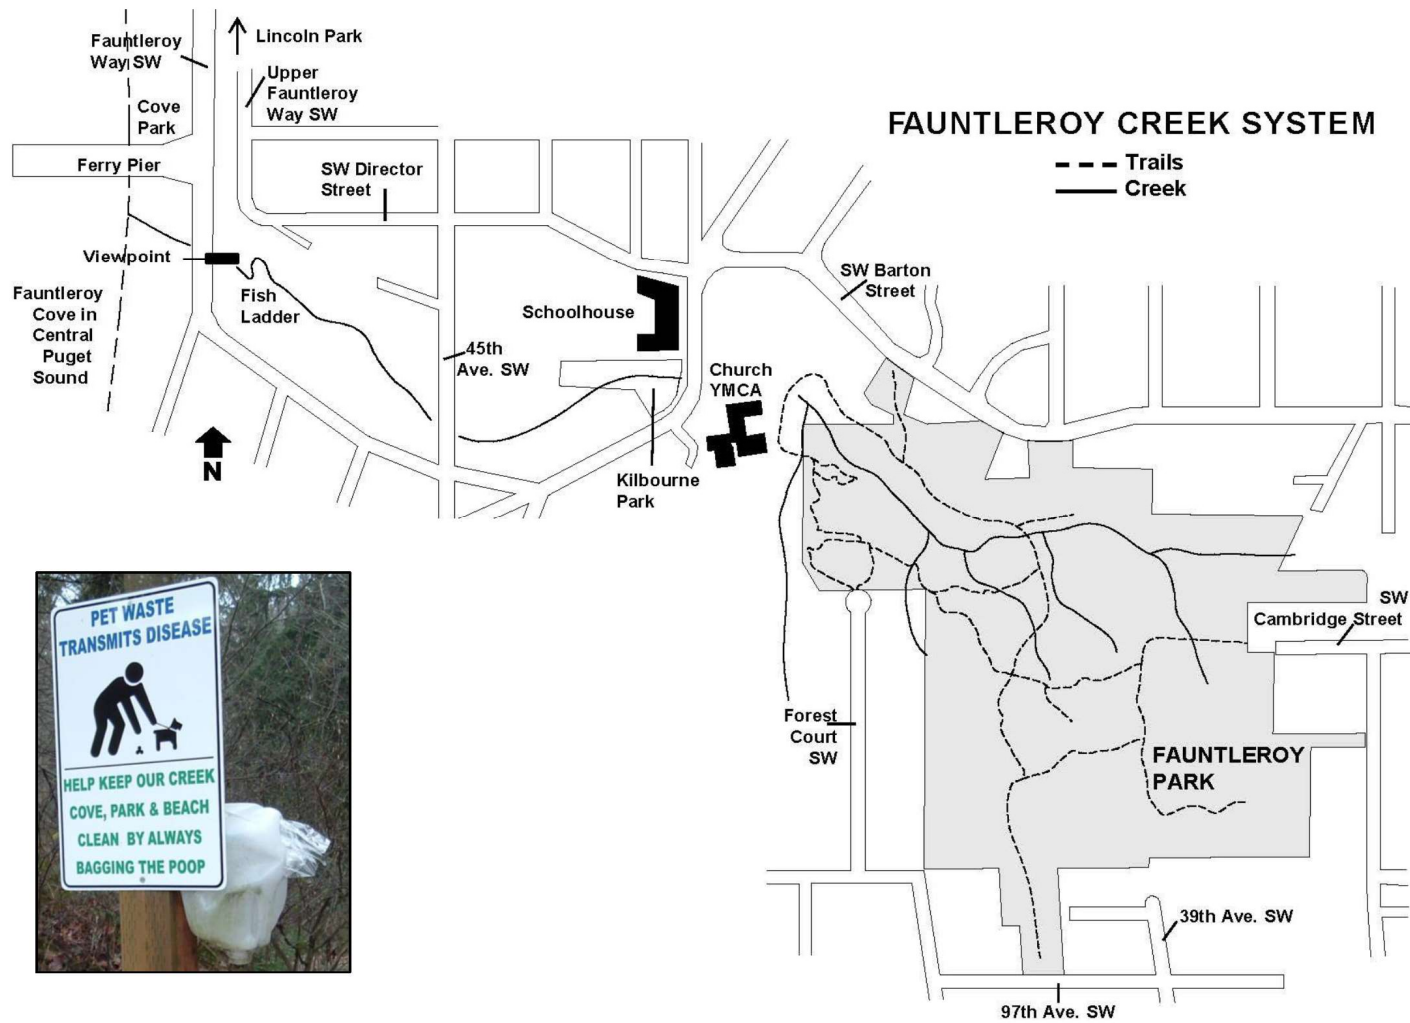 Fauntleroy
Way SW
Lincoln Park
Upper
Fauntleroy
Way SW
Cove
Park
FAUNTLEROY CREEK SYSTEM
Trails
Creek
Ferry Pier
SW Director
Street
Viewpoint
Fish
Ladder
Fauntleroy
Cove in
Central
Puget
Sound
Schoolhouse
SW Barton
Street
45th
Ave. SW
Church
YMCA
N
Kilbourne
Park
SW
Cambridge Street
Forest
Court
SW
FAUNTLEROY
PARK
39th Ave. SW
97th Ave. SW
PET WASTE
TRANSMITS DISEASE
HELP KEEP OUR CREEK
COVE, PARK & BEACH
CLEAN BY ALWAYS
BAGGING THE POOP